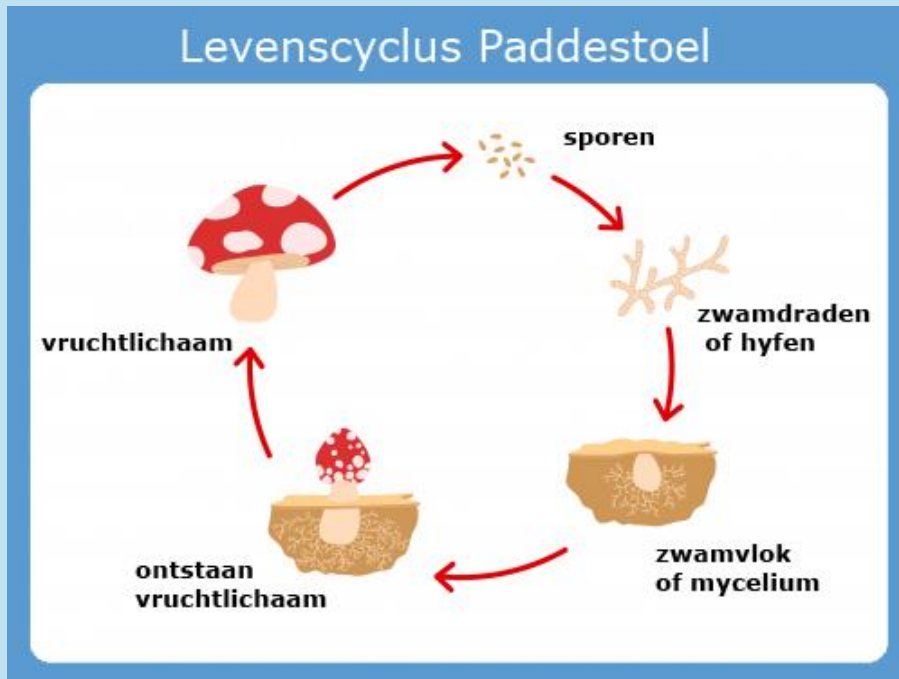 Levenscyclus Paddestoel
sporen
zwamdraden
of hyfen
zwamvlok
of mycelium
ontstaan
vruchtlichaam
vruchtlichaam